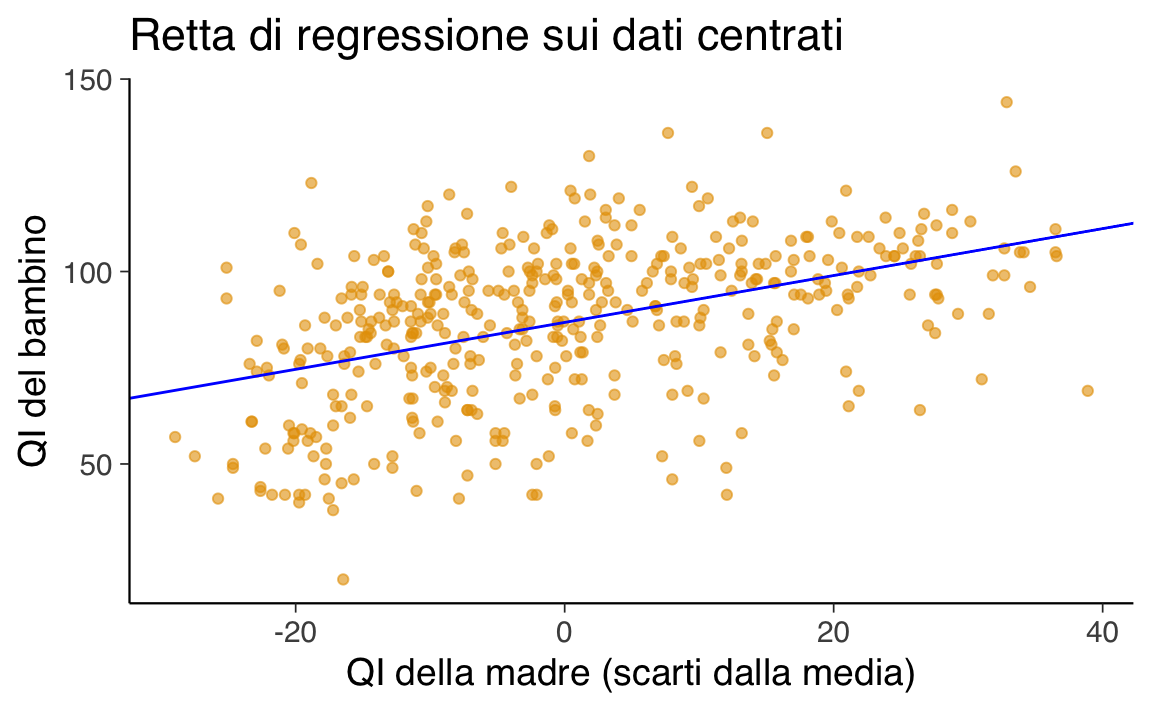 Retta di regressione sui dati centrati
QI del bambino
150
100
50
-20
0
20
40
QI della madre (scarti dalla media)